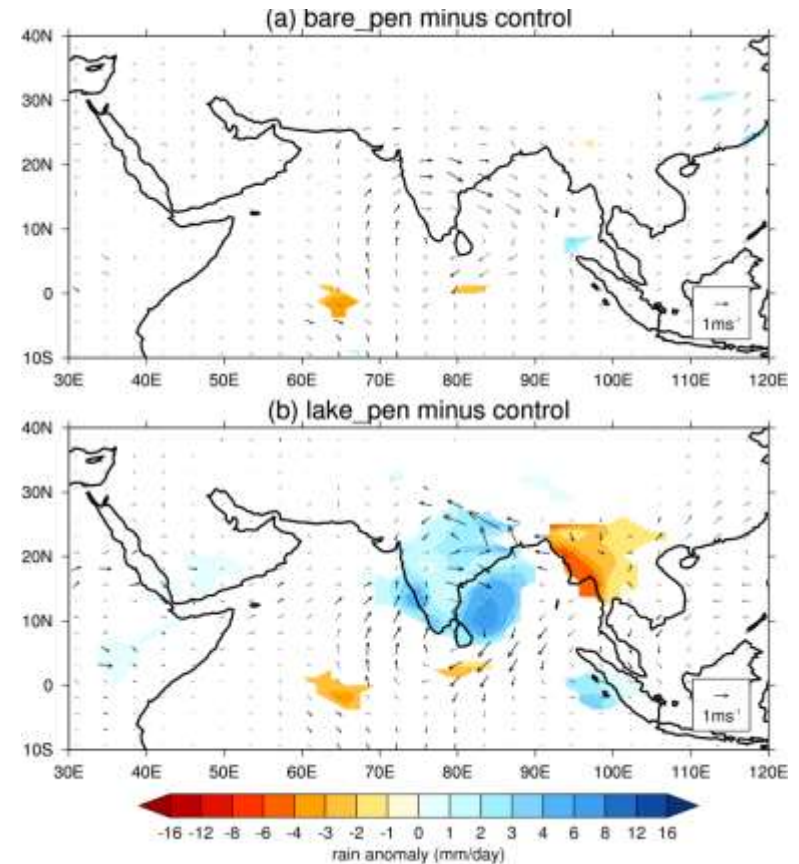 (a) bare_pen minus control
40N
30N
20N
10N
0
10S
30E 40E 50E 60E 70E 80E 90E 100E 110E 120E
1ms⁻¹
(b) lake_pen minus control
40N
30N
20N
10N
0
10S
30E 40E 50E 60E 70E 80E 90E 100E 110E 120E
1ms⁻¹
-16 -12 -8 -6 -4 -3 -2 -1 0 1 2 3 4 6 8 12 16
rain anomaly (mm/day)